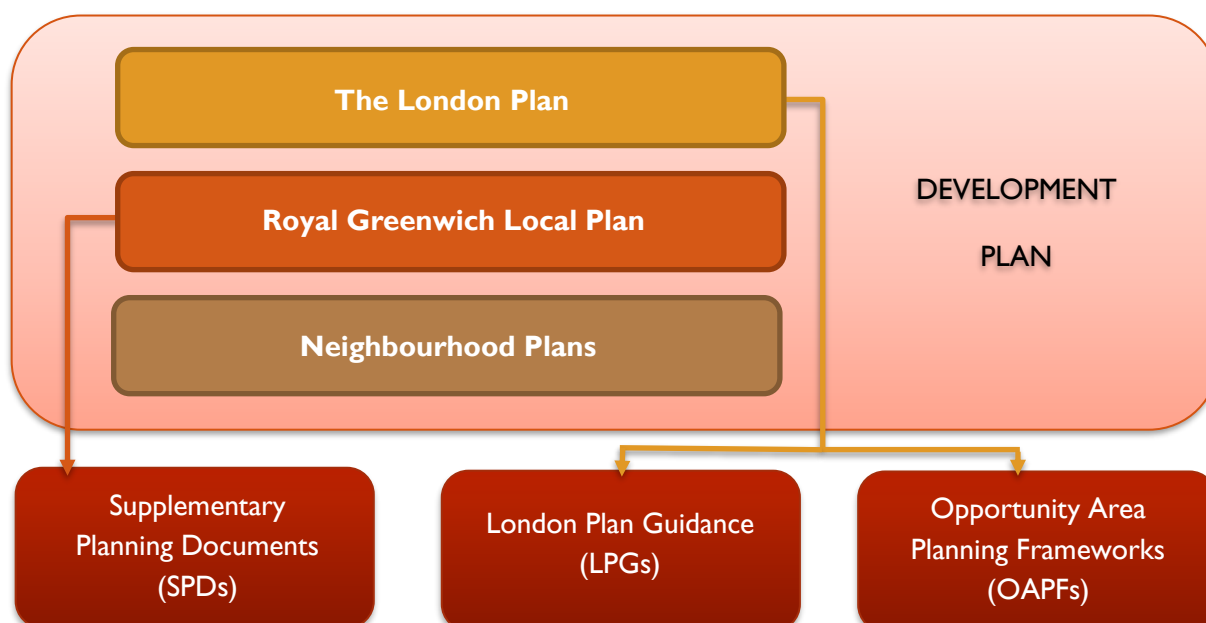 The London Plan
Royal Greenwich Local Plan
Neighbourhood Plans
DEVELOPMENT
PLAN
Supplementary
Planning Documents
(SPDs)
London Plan Guidance
(LPGs)
Opportunity Area
Planning Frameworks
(OAPFs)